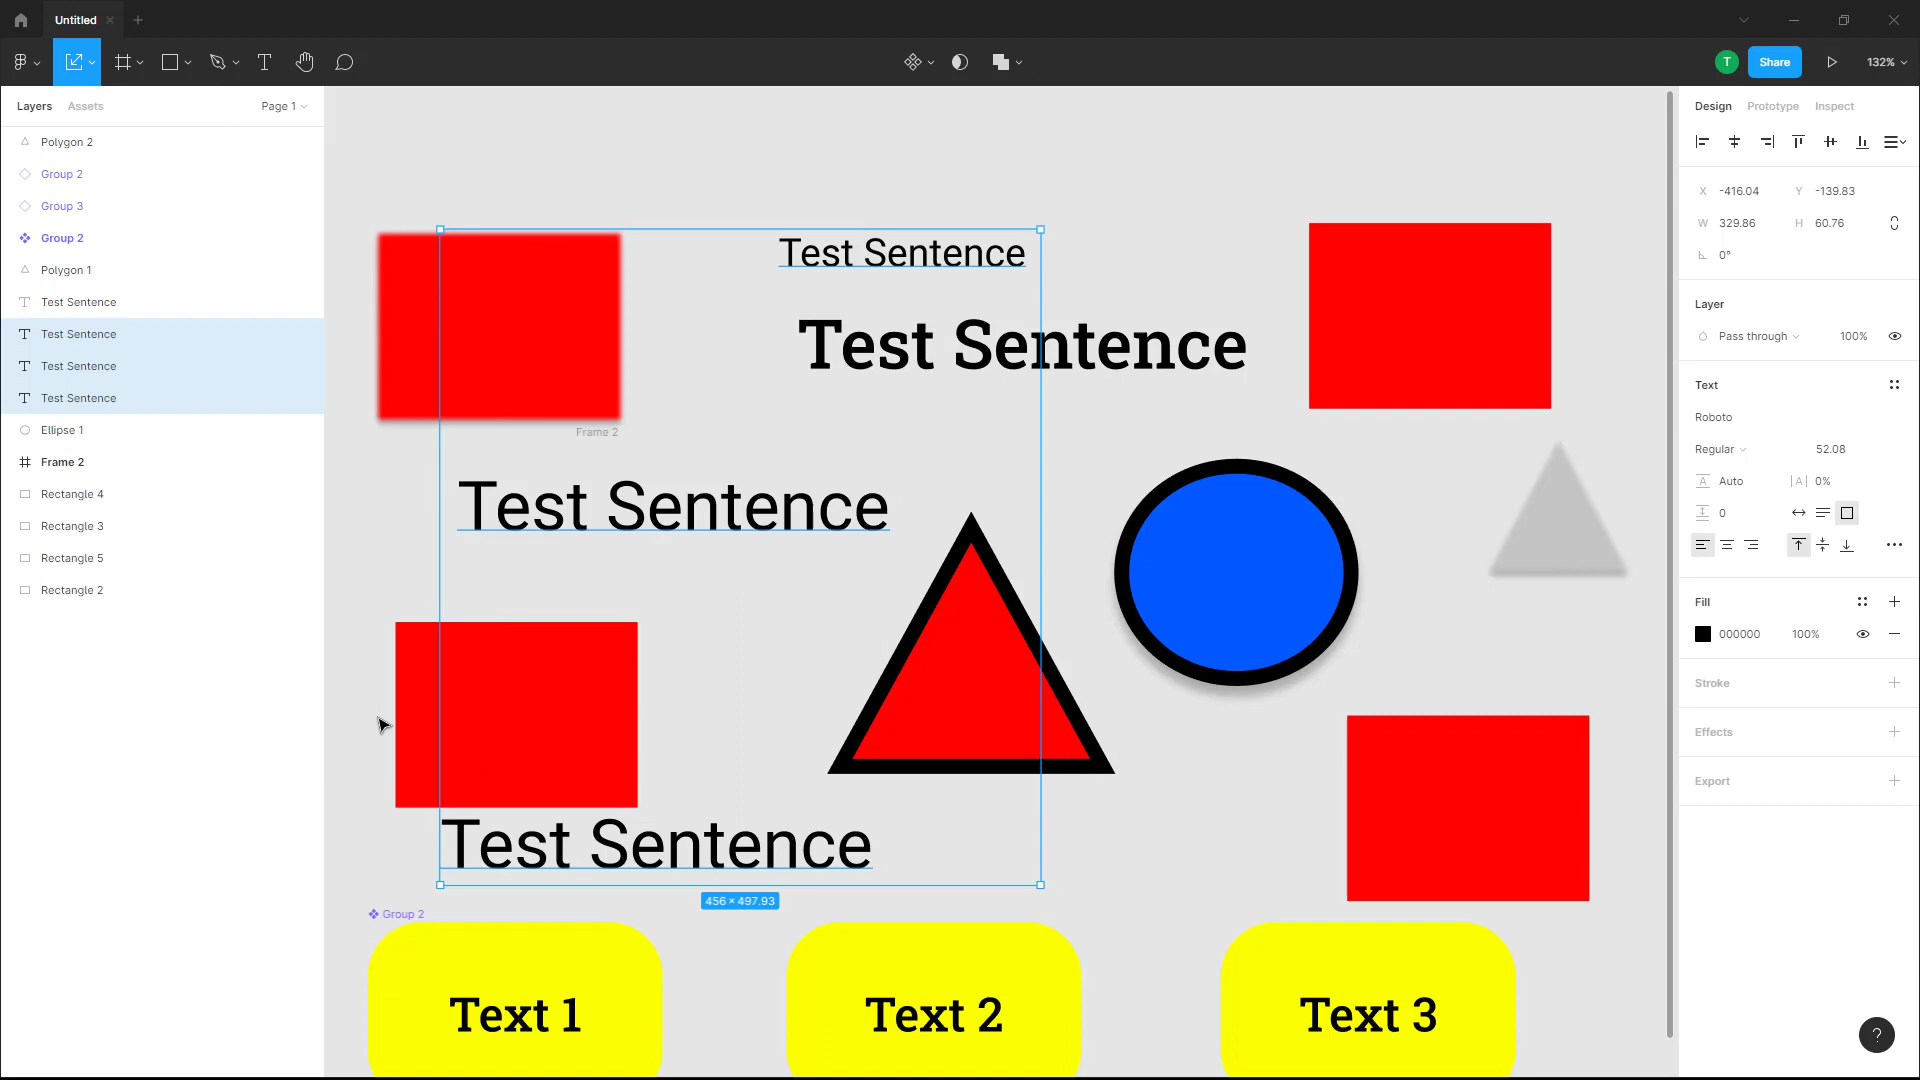 Untitled
T
Share
132%
Layers
Assets
Page 1
Polygon 2
Group 2
Group 3
Group 2
Polygon 1
Test Sentence
Test Sentence
Test Sentence
Test Sentence
Ellipse 1
Frame 2
Rectangle 4
Rectangle 3
Rectangle 5
Rectangle 2
Test Sentence
Test Sentence
Frame 2
Test Sentence
Test Sentence
456 × 497.93
Group 2
Text 1
Text 2
Text 3
Design
Prototype
Inspect
X -416.04
Y -139.83
W 329.86
H 60.76
0°
Layer
Pass through
100%
Text
Roboto
Regular
52.08
A Auto
|A| 0%
0
Fill
000000
100%
Stroke
Effects
Export
?